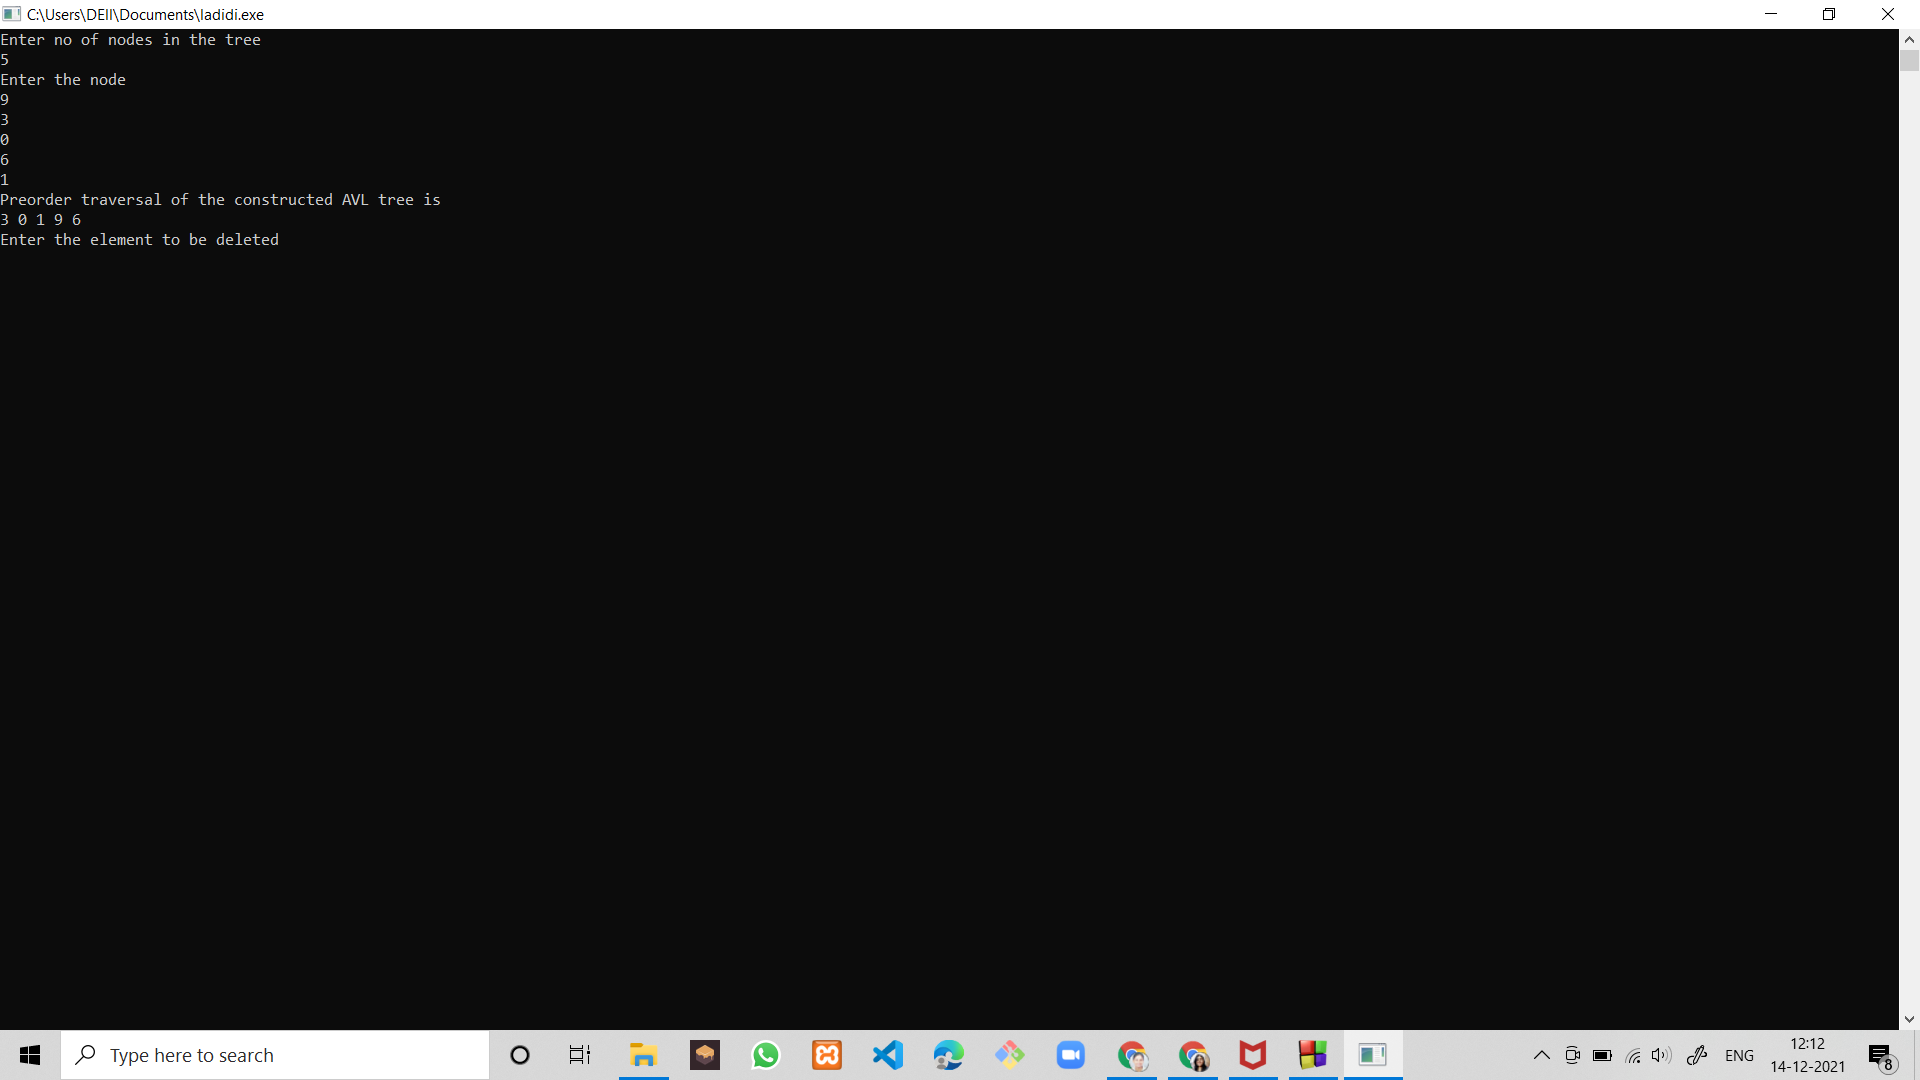 C:\Users\DEll\Documents\ladidi.exe
Enter no of nodes in the tree
5
Enter the node
9
3
0
6
1
Preorder traversal of the constructed AVL tree is
3 0 1 9 6
Enter the element to be deleted
Type here to search
ENG
12:12
14-12-2021
8